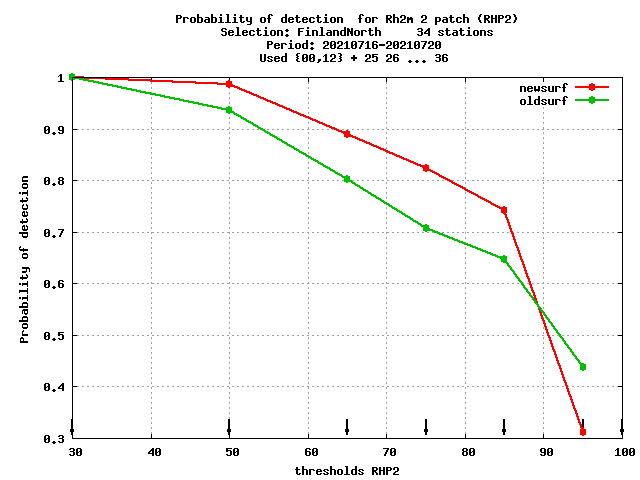 Probability of detection  for Rh2m 2 patch (RHP2)
Selection: FinlandNorth     34 stations
Period: 20210716-20210720
Used {00,12} + 25 26 ... 36
newsurf
oldsurf
1
0.9
0.8
0.7
0.6
0.5
0.4
0.3
Probability of detection
30 40 50 60 70 80 90 100
thresholds RHP2